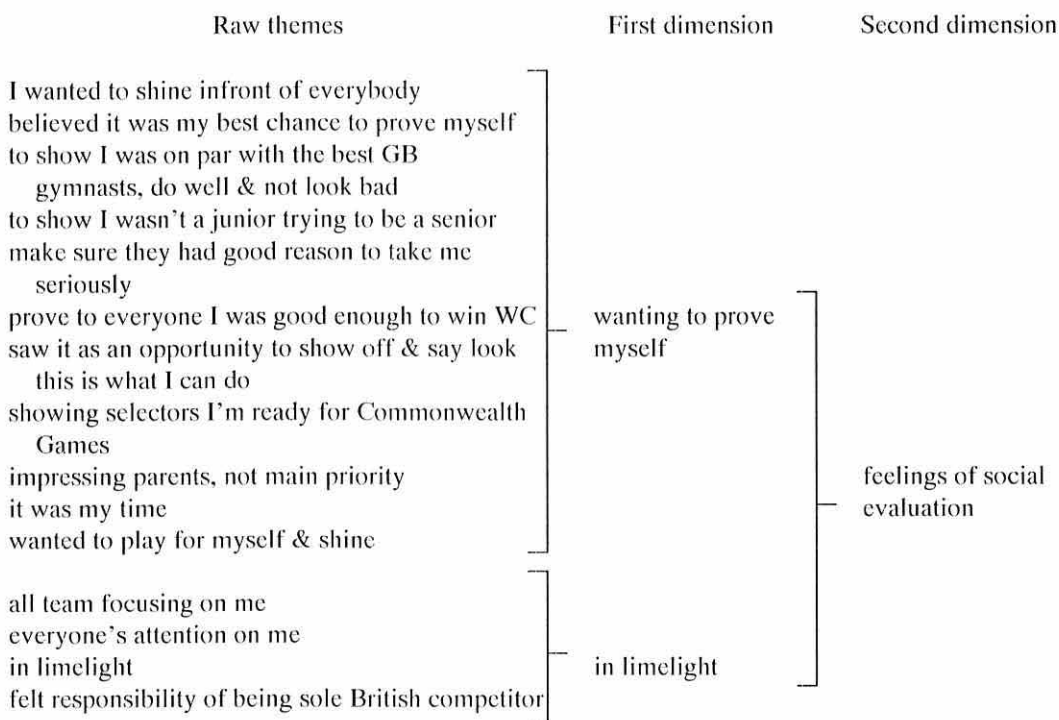 Raw themes First dimension Second dimension
I wanted to shine infront of everybody
believed it was my best chance to prove myself
to show I was on par with the best GB
gymnasts, do well & not look bad
to show I wasn't a junior trying to be a senior
make sure they had good reason to take me
seriously
prove to everyone I was good enough to win WC
saw it as an opportunity to show off & say look
this is what I can do
showing selectors I'm ready for Commonwealth
Games
impressing parents, not main priority
it was my time
wanted to play for myself & shine
wanting to prove
myself
all team focusing on me
everyone's attention on me
in limelight
felt responsibility of being sole British competitor
in limelight
feelings of social
evaluation